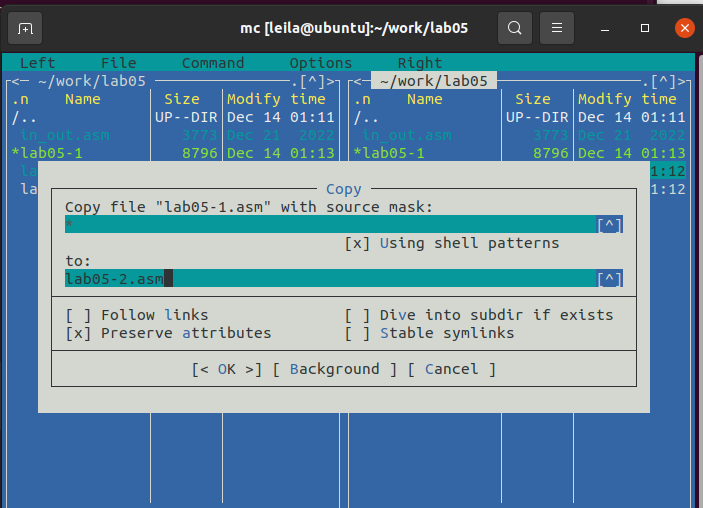 mc [leila@ubuntu]:~/work/lab05
Left File Command Options Right
<─ ~/work/lab05 ─.[^]> <─ ~/work/lab05 ─.[^]>
.n Name Size Modify time .n Name Size Modify time
/.. UP--DIR Dec 14 01:11 /.. UP--DIR Dec 14 01:11
in_out.asm 3773 Dec 21 2022 in_out.asm 3773 Dec 21 2022
*lab05-1 8796 Dec 14 01:13 *lab05-1 8796 Dec 14 01:13
la 1:12
la 1:12
Copy
Copy file "lab05-1.asm" with source mask:
* [^]
[x] Using shell patterns
to:
lab05-2.asm [^]
[ ] Follow links [ ] Dive into subdir if exists
[x] Preserve attributes [ ] Stable symlinks
[< OK >] [ Background ] [ Cancel ]